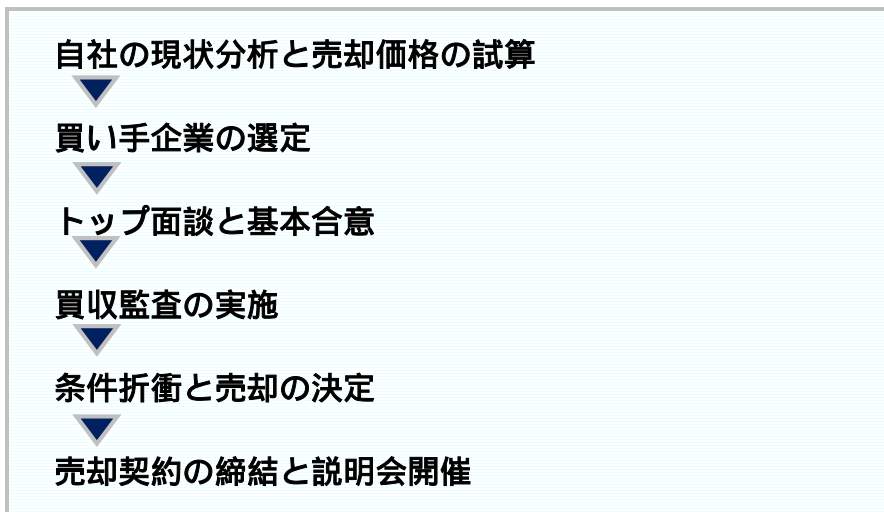 自社の現状分析と売却価格の試算
買い手企業の選定
トップ面談と基本合意
買収監査の実施
条件折衝と売却の決定
売却契約の締結と説明会開催